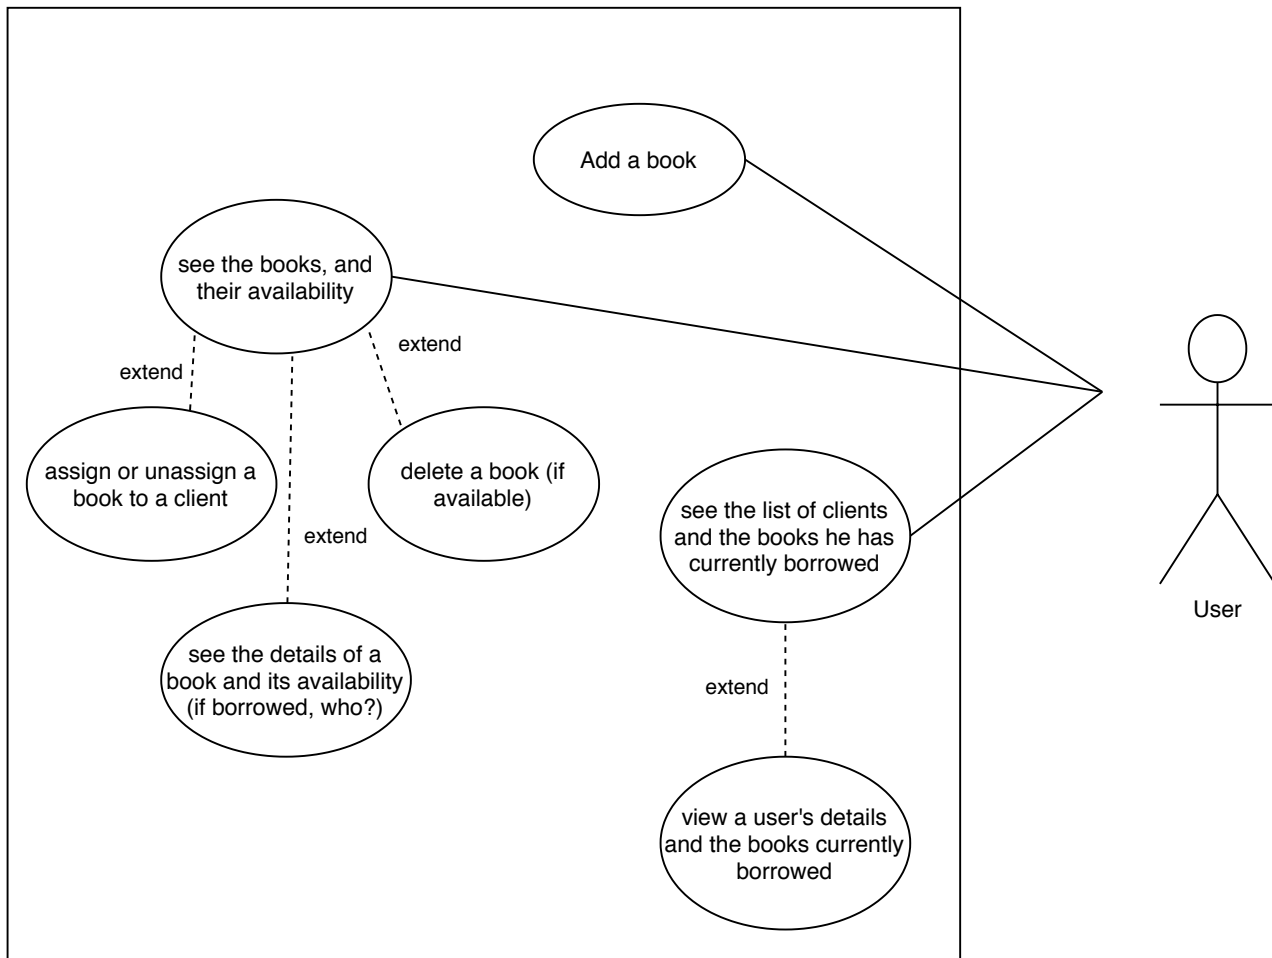 Add a book
see the books, and
their availability
extend
extend
assign or unassign a
book to a client
delete a book (if
available)
see the list of clients
and the books he has
currently borrowed
extend
User
see the details of a
book and its availability
(if borrowed, who?)
extend
view a user's details
and the books currently
borrowed